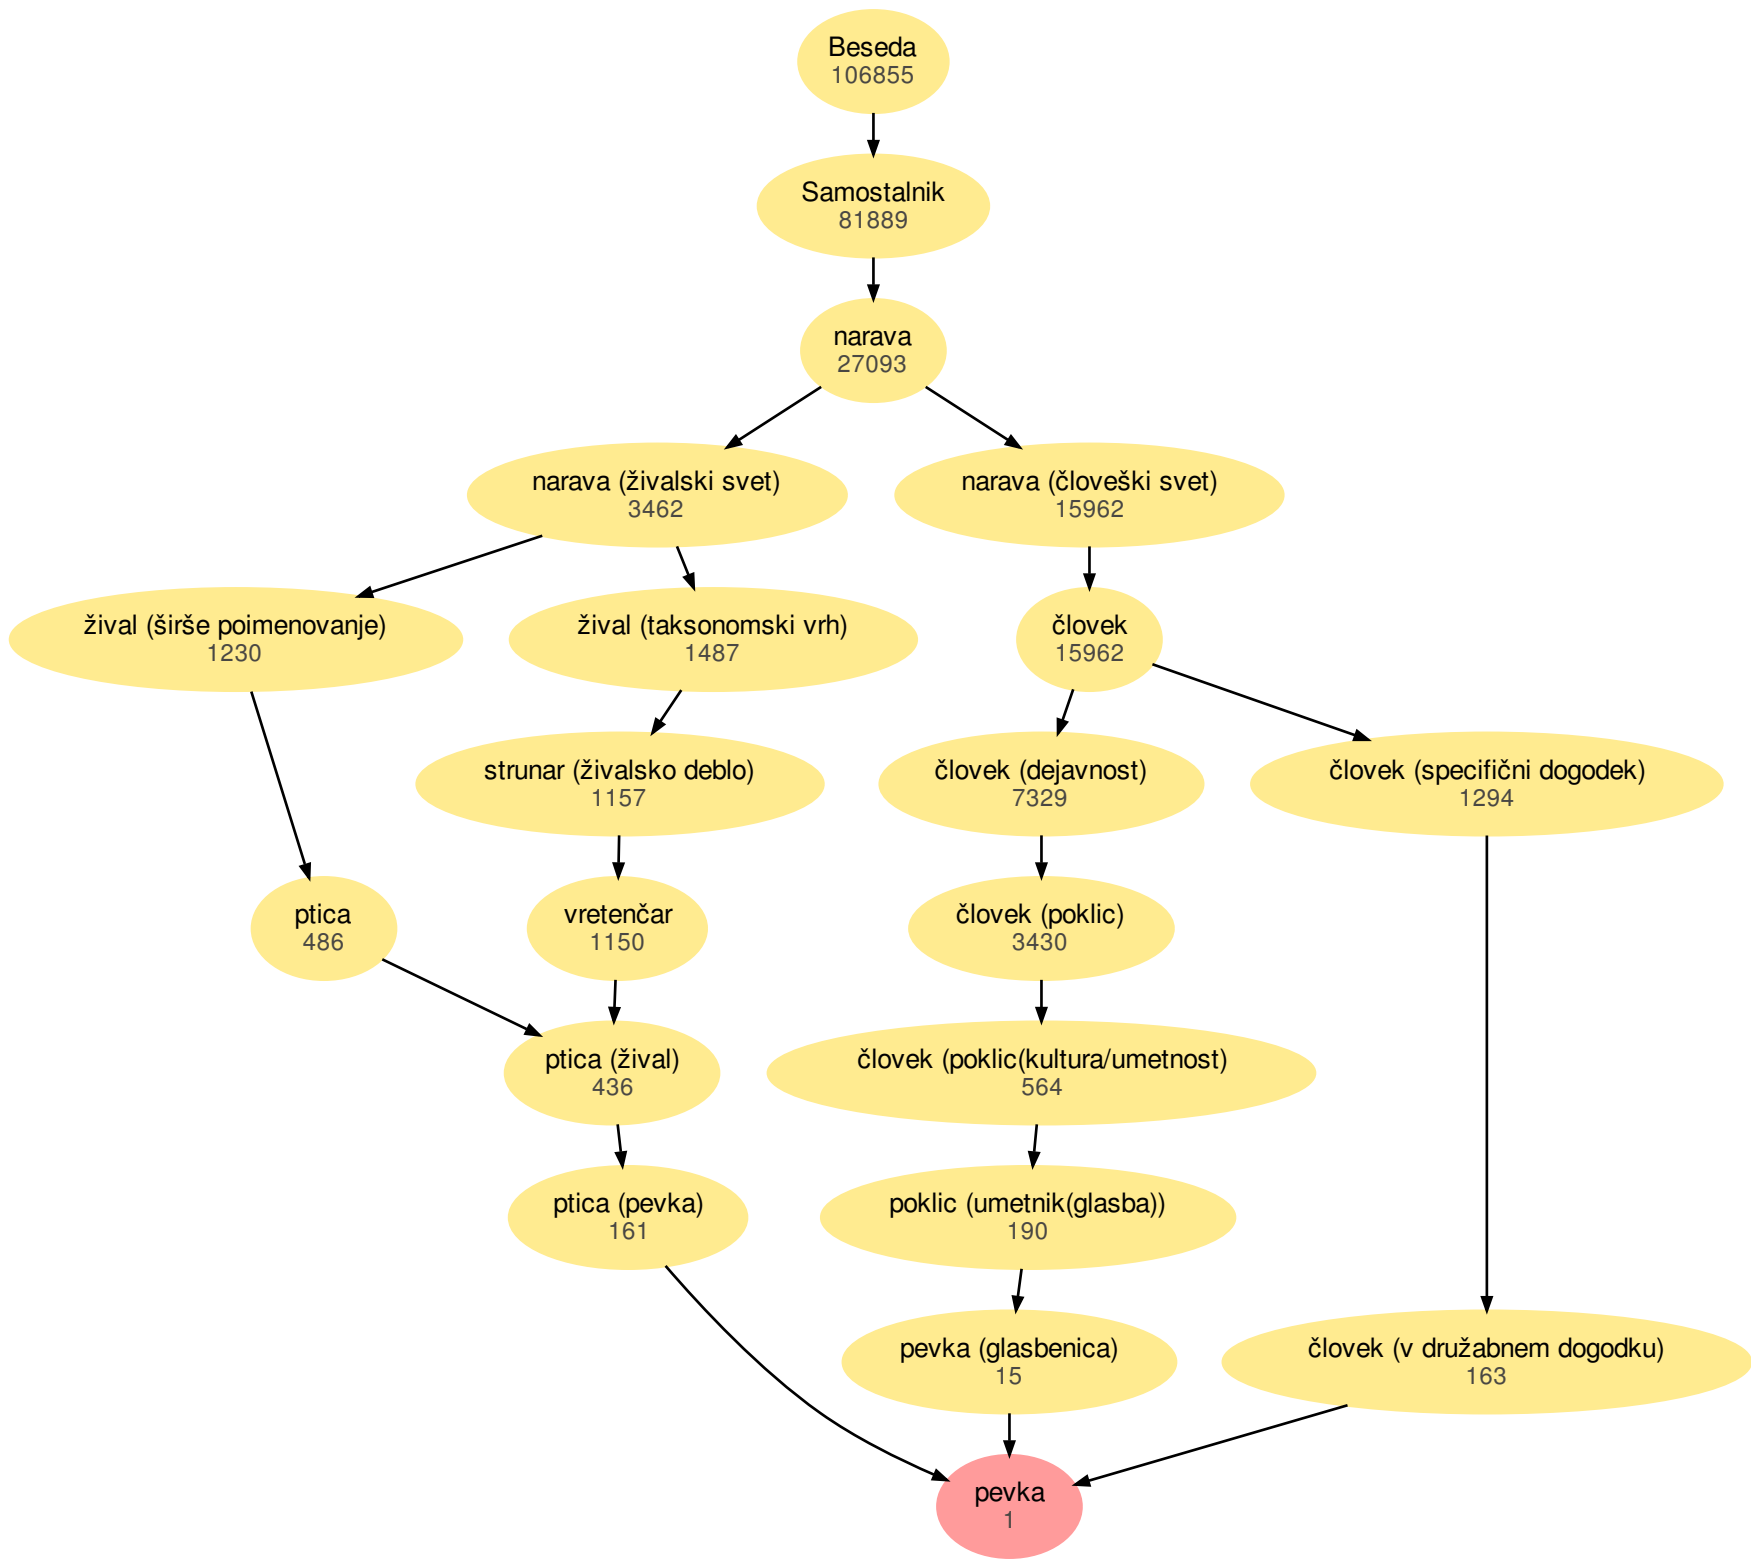 Beseda
106855
Samostalnik
81889
narava
27093
narava (živalski svet)
3462
narava (človeški svet)
15962
žival (širše poimenovanje)
1230
žival (taksonomski vrh)
1487
človek
15962
strunar (živalsko deblo)
1157
človek (dejavnost)
7329
človek (specifični dogodek)
1294
ptica
486
vretenčar
1150
človek (poklic)
3430
ptica (žival)
436
človek (poklic(kultura/umetnost)
564
ptica (pevka)
161
poklic (umetnik(glasba))
190
pevka (glasbenica)
15
človek (v družabnem dogodku)
163
pevka
1